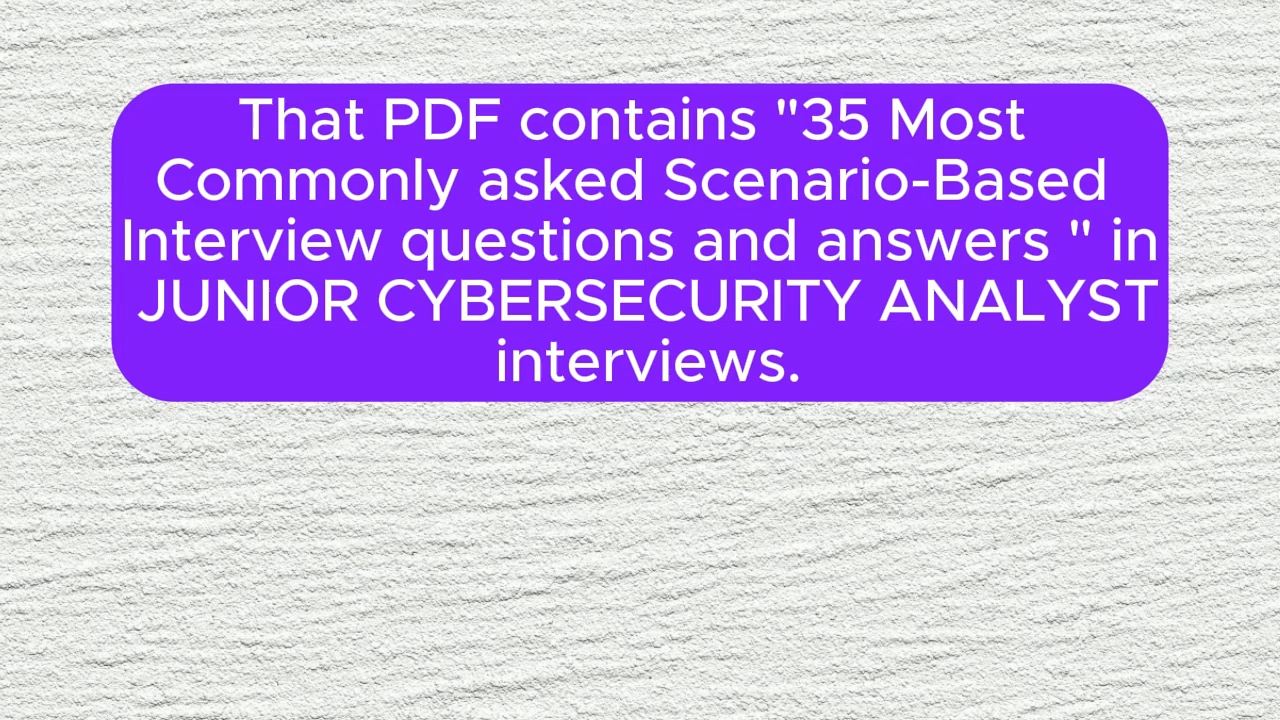 That PDF contains "35 Most
Commonly asked Scenario-Based
Interview questions and answers " in
JUNIOR CYBERSECURITY ANALYST
interviews.